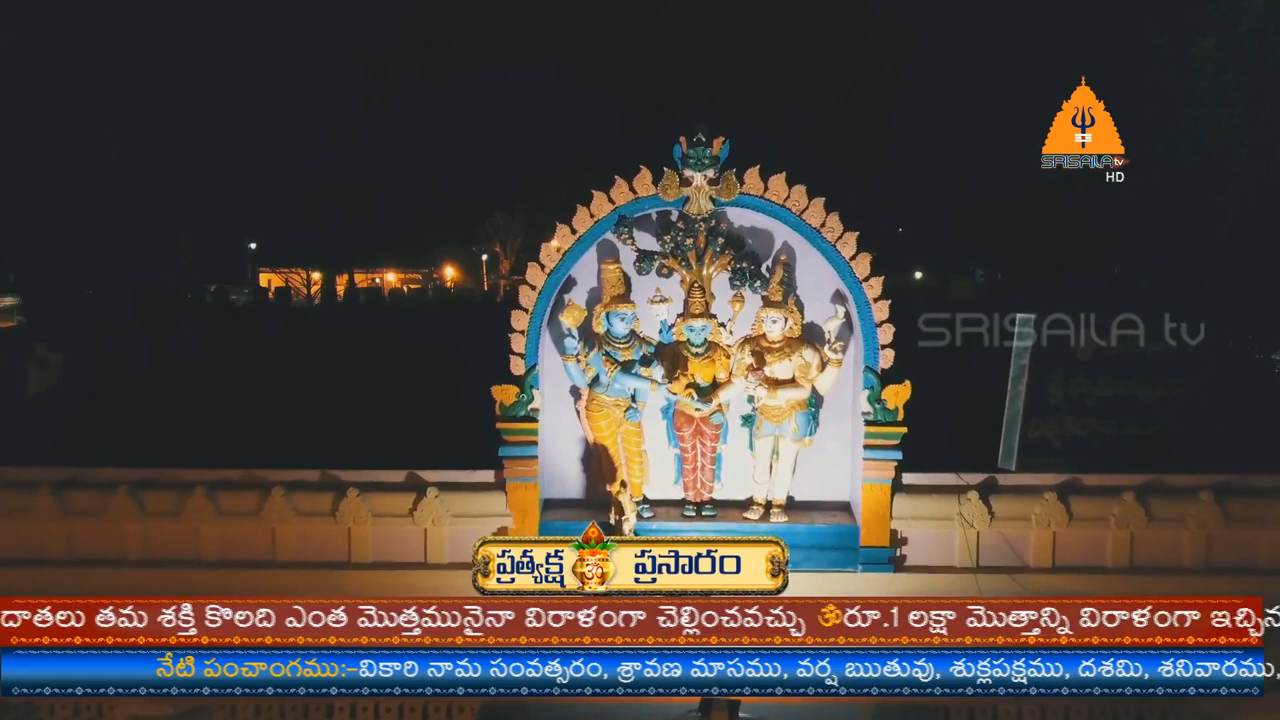 SRISAILA tv
HD
SRISAILA tv
ప్రత్యక్ష ప్రసారం
దాతలు తమ శక్తి కొలది ఎంత మొత్తమునైనా విరాళంగా చెల్లించవచ్చు ॐ రూ.1 లక్షా మొత్తాన్ని విరాళంగా ఇచ్చిన
నేటి పంచాంగము:-వికారి నామ సంవత్సరం, శ్రావణ మాసము, వర్ష ఋతువు, శుక్లపక్షము, దశమి, శనివారము,